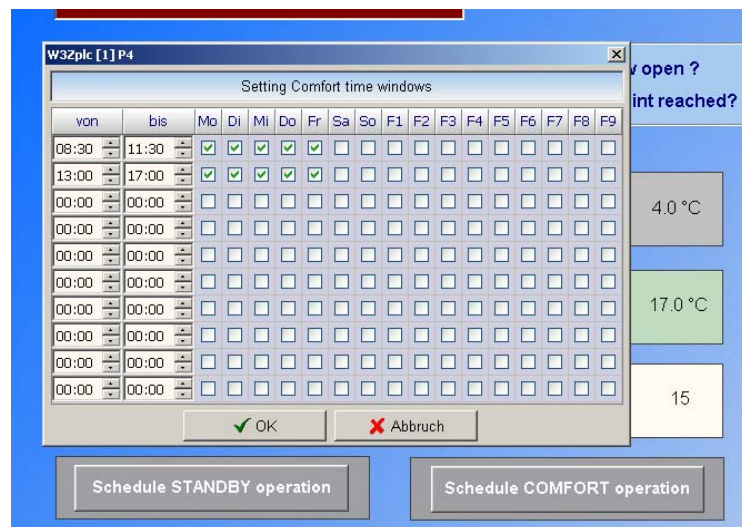 W3Zplc [1] P4
Setting Comfort time windows
von bis Mo Di Mi Do Fr Sa So F1 F2 F3 F4 F5 F6 F7 F8 F9
08:30 11:30
13:00 17:00
00:00 00:00
00:00 00:00
00:00 00:00
00:00 00:00
00:00 00:00
00:00 00:00
00:00 00:00
00:00 00:00
OK Abbruch
open ?
reached?
4.0 °C
17.0 °C
15
Schedule STANDBY operation
Schedule COMFORT operation